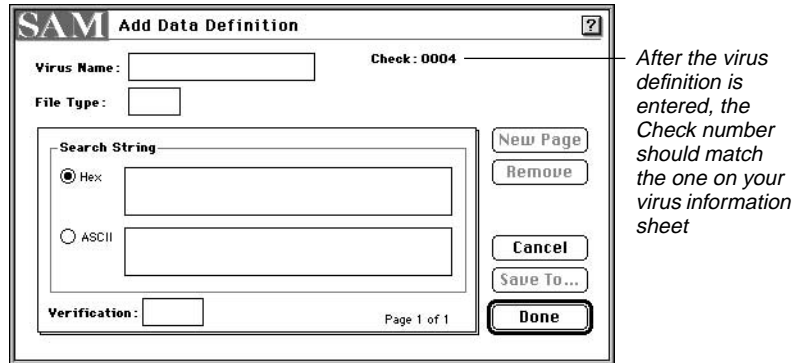 SAM Add Data Definition ?
Virus Name: Check: 0004
File Type:
Search String
Hex
ASCII
Verification: Page 1 of 1
New Page
Remove
Cancel
Save To...
Done
After the virus
definition is
entered, the
Check number
should match
the one on your
virus information
sheet